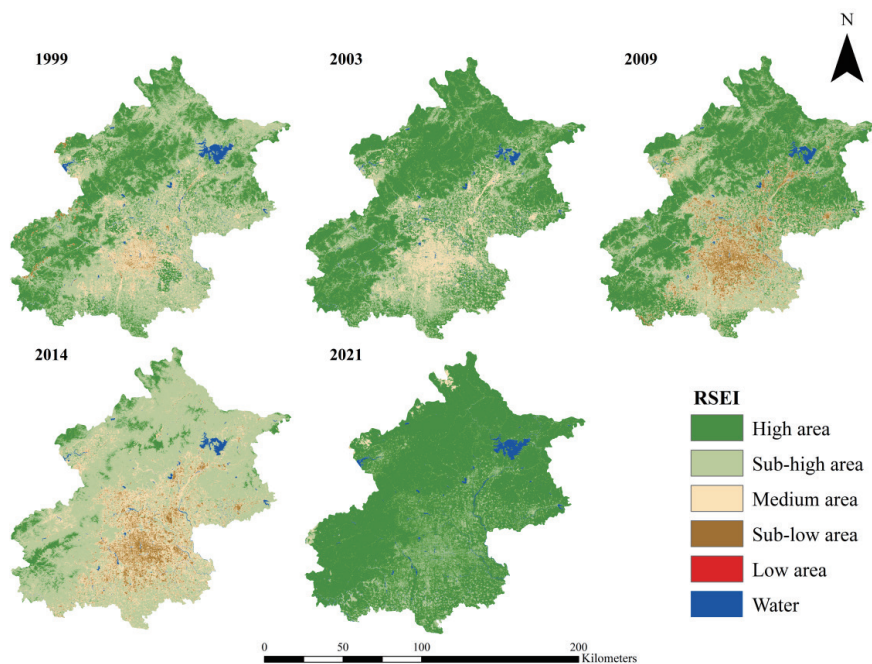 N
1999
2003
2009
2014
2021
RSEI
High area
Sub-high area
Medium area
Sub-low area
Low area
Water
0 50 100 200
Kilometers